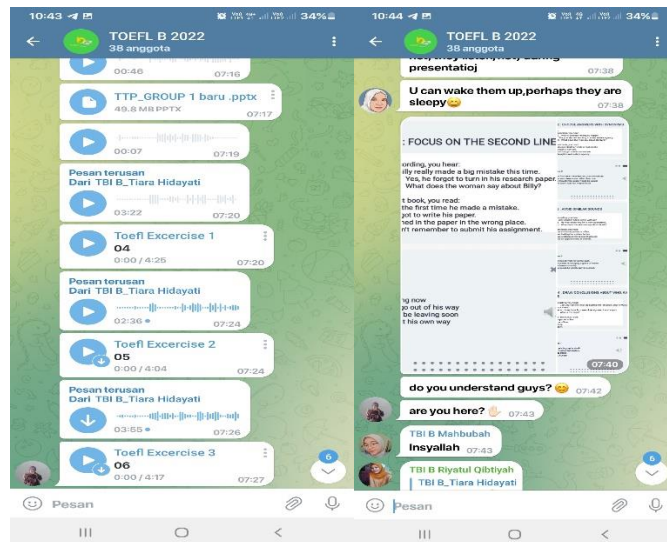 10:43
34%
TOEFL B 2022
38 anggota
00:46 07:16
TTP_GROUP 1 baru .pptx
49.8 MB PPTX 07:17
00:07 07:19
Pesan terusan
Dari TBI B_Tiara Hidayati
03:22 07:20
Toefl Excercise 1
04
0:00 / 4:25 07:20
Pesan terusan
Dari TBI B_Tiara Hidayati
02:36 07:24
Toefl Excercise 2
05
0:00 / 4:04 07:24
Pesan terusan
Dari TBI B_Tiara Hidayati
03:55 07:26
Toefl Excercise 3
06
0:00 / 4:17 07:27
6
Pesan
10:44
34%
TOEFL B 2022
38 anggota
presentatioj 07:38
U can wake them up,perhaps they are
sleepy 07:38
: FOCUS ON THE SECOND LINE
ording, you hear:
illy really made a big mistake this time.
Yes, he forgot to turn in his research paper.
What does the woman say about Billy?
t book, you read:
the first time he made a mistake.
got to write his paper.
ned in the paper in the wrong place.
n't remember to submit his assignment.
ng now
go out of his way
be leaving soon
t his own way
07:40
do you understand guys? 07:42
are you here? 07:43
TBI B Mahbubah
Insyallah 07:43
TBI B Riyatul Qibtiyah
TBI B_Tiara Hidayati
6
Pesan